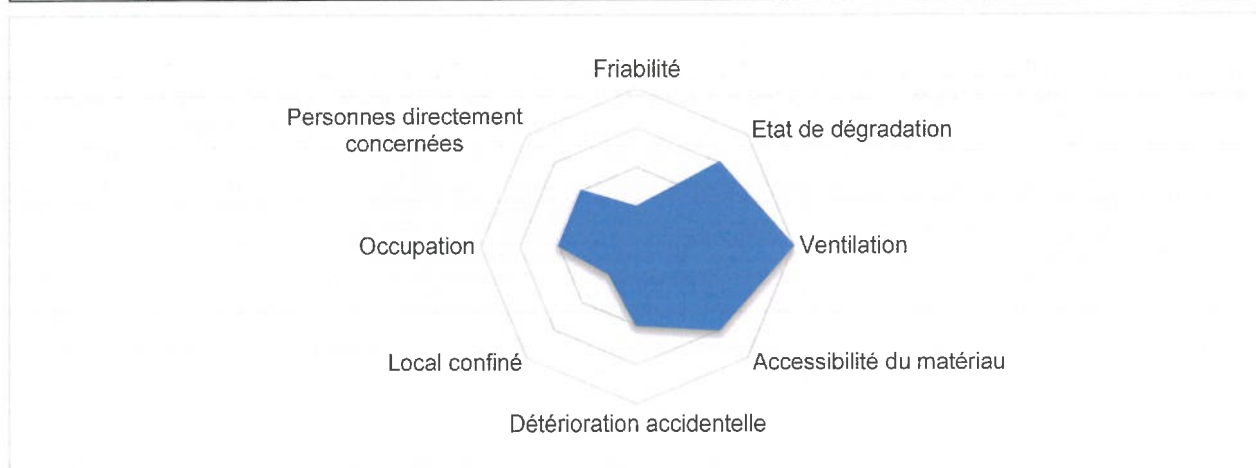 Friabilité
Personnes directement
concernées
Etat de dégradation
Occupation
Ventilation
Local confiné
Accessibilité du matériau
Détérioration accidentelle